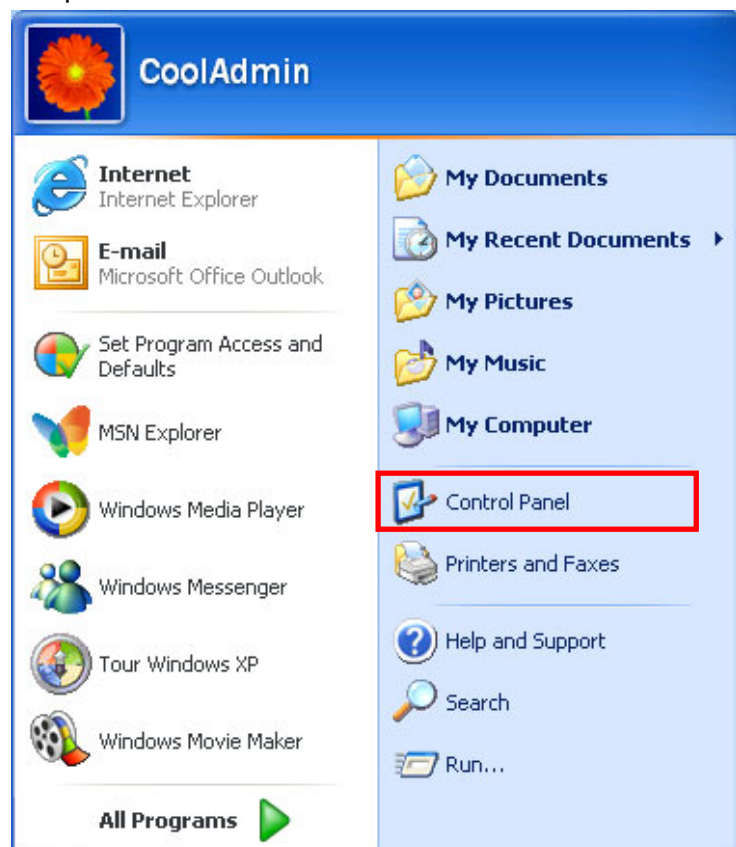 CoolAdmin
Internet
Internet Explorer
E-mail
Microsoft Office Outlook
Set Program Access and
Defaults
MSN Explorer
Windows Media Player
Windows Messenger
Tour Windows XP
Windows Movie Maker
All Programs
My Documents
My Recent Documents
My Pictures
My Music
My Computer
Control Panel
Printers and Faxes
Help and Support
Search
Run...